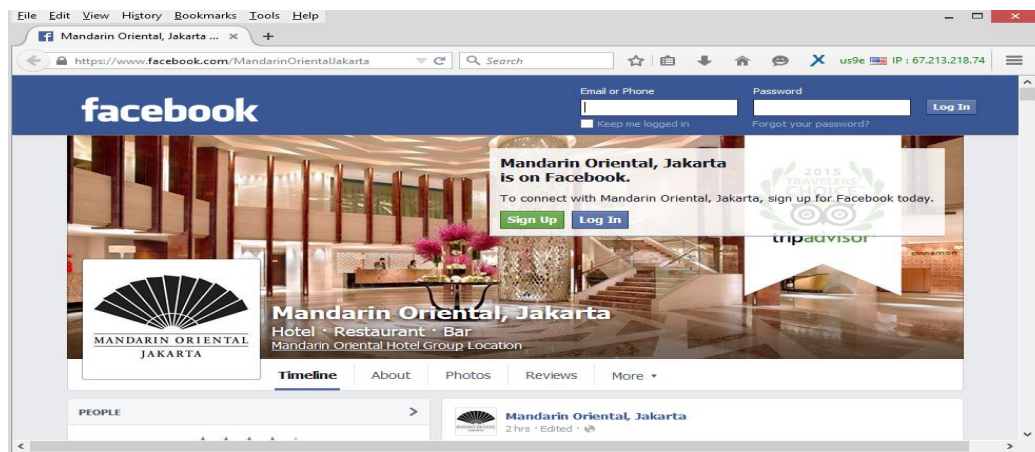 File Edit View History Bookmarks Tools Help
Mandarin Oriental, Jakarta ... × +
https://www.facebook.com/MandarinOrientalJakarta Search us9e IP : 67.213.218.74
facebook
Email or Phone Password
Log In
Keep me logged in Forgot your password?
Mandarin Oriental, Jakarta
is on Facebook.
To connect with Mandarin Oriental, Jakarta, sign up for Facebook today.
Sign Up Log In
2015
TRAVELERS'
CHOICE
tripadvisor
cinnamon
MANDARIN ORIENTAL
JAKARTA
Mandarin Oriental, Jakarta
Hotel · Restaurant · Bar
Mandarin Oriental Hotel Group Location
Timeline About Photos Reviews More
PEOPLE
Mandarin Oriental, Jakarta
2 hrs · Edited ·